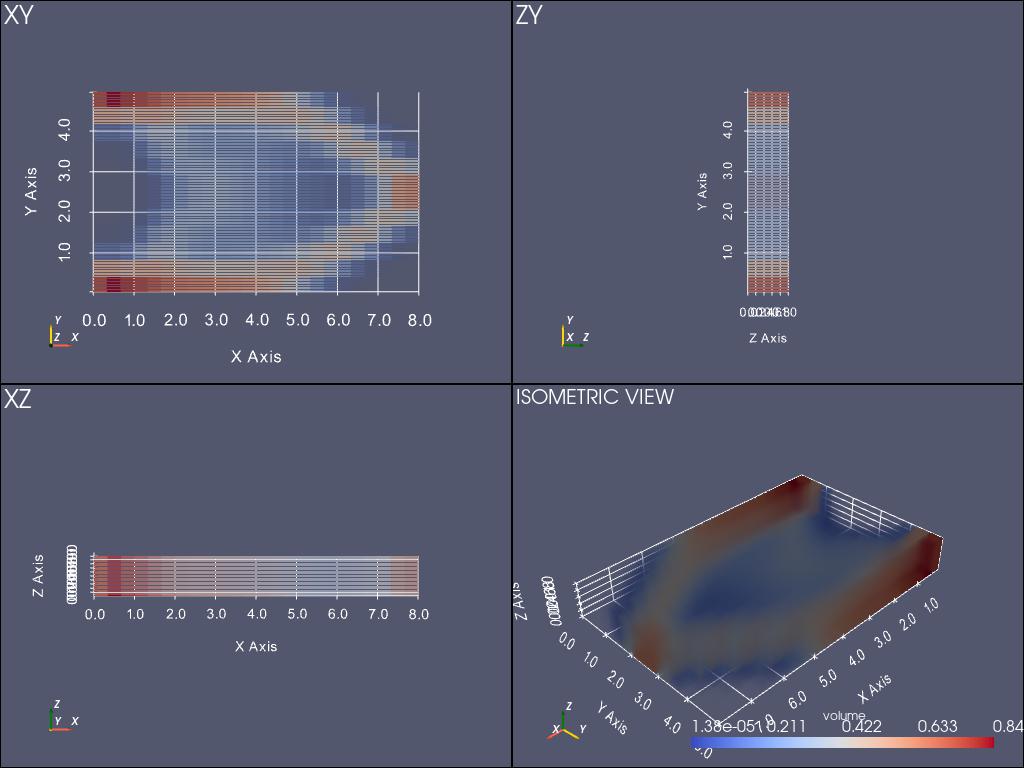 XY
4.0
3.0
2.0
1.0
Y Axis
0.0 1.0 2.0 3.0 4.0 5.0 6.0 7.0 8.0
X Axis
Y
Z X
ZY
4.0
3.0
2.0
1.0
Y Axis
Z Axis
Y
X Z
XZ
Z Axis
0.0 1.0 2.0 3.0 4.0 5.0 6.0 7.0 8.0
X Axis
Z
Y X
ISOMETRIC VIEW
Z Axis
0.0 1.0 2.0 3.0 4.0
Y Axis
1.0
2.0
3.0
4.0
5.0
6.0
X Axis
Z
X Y
volume
0.211 0.422 0.633 0.84